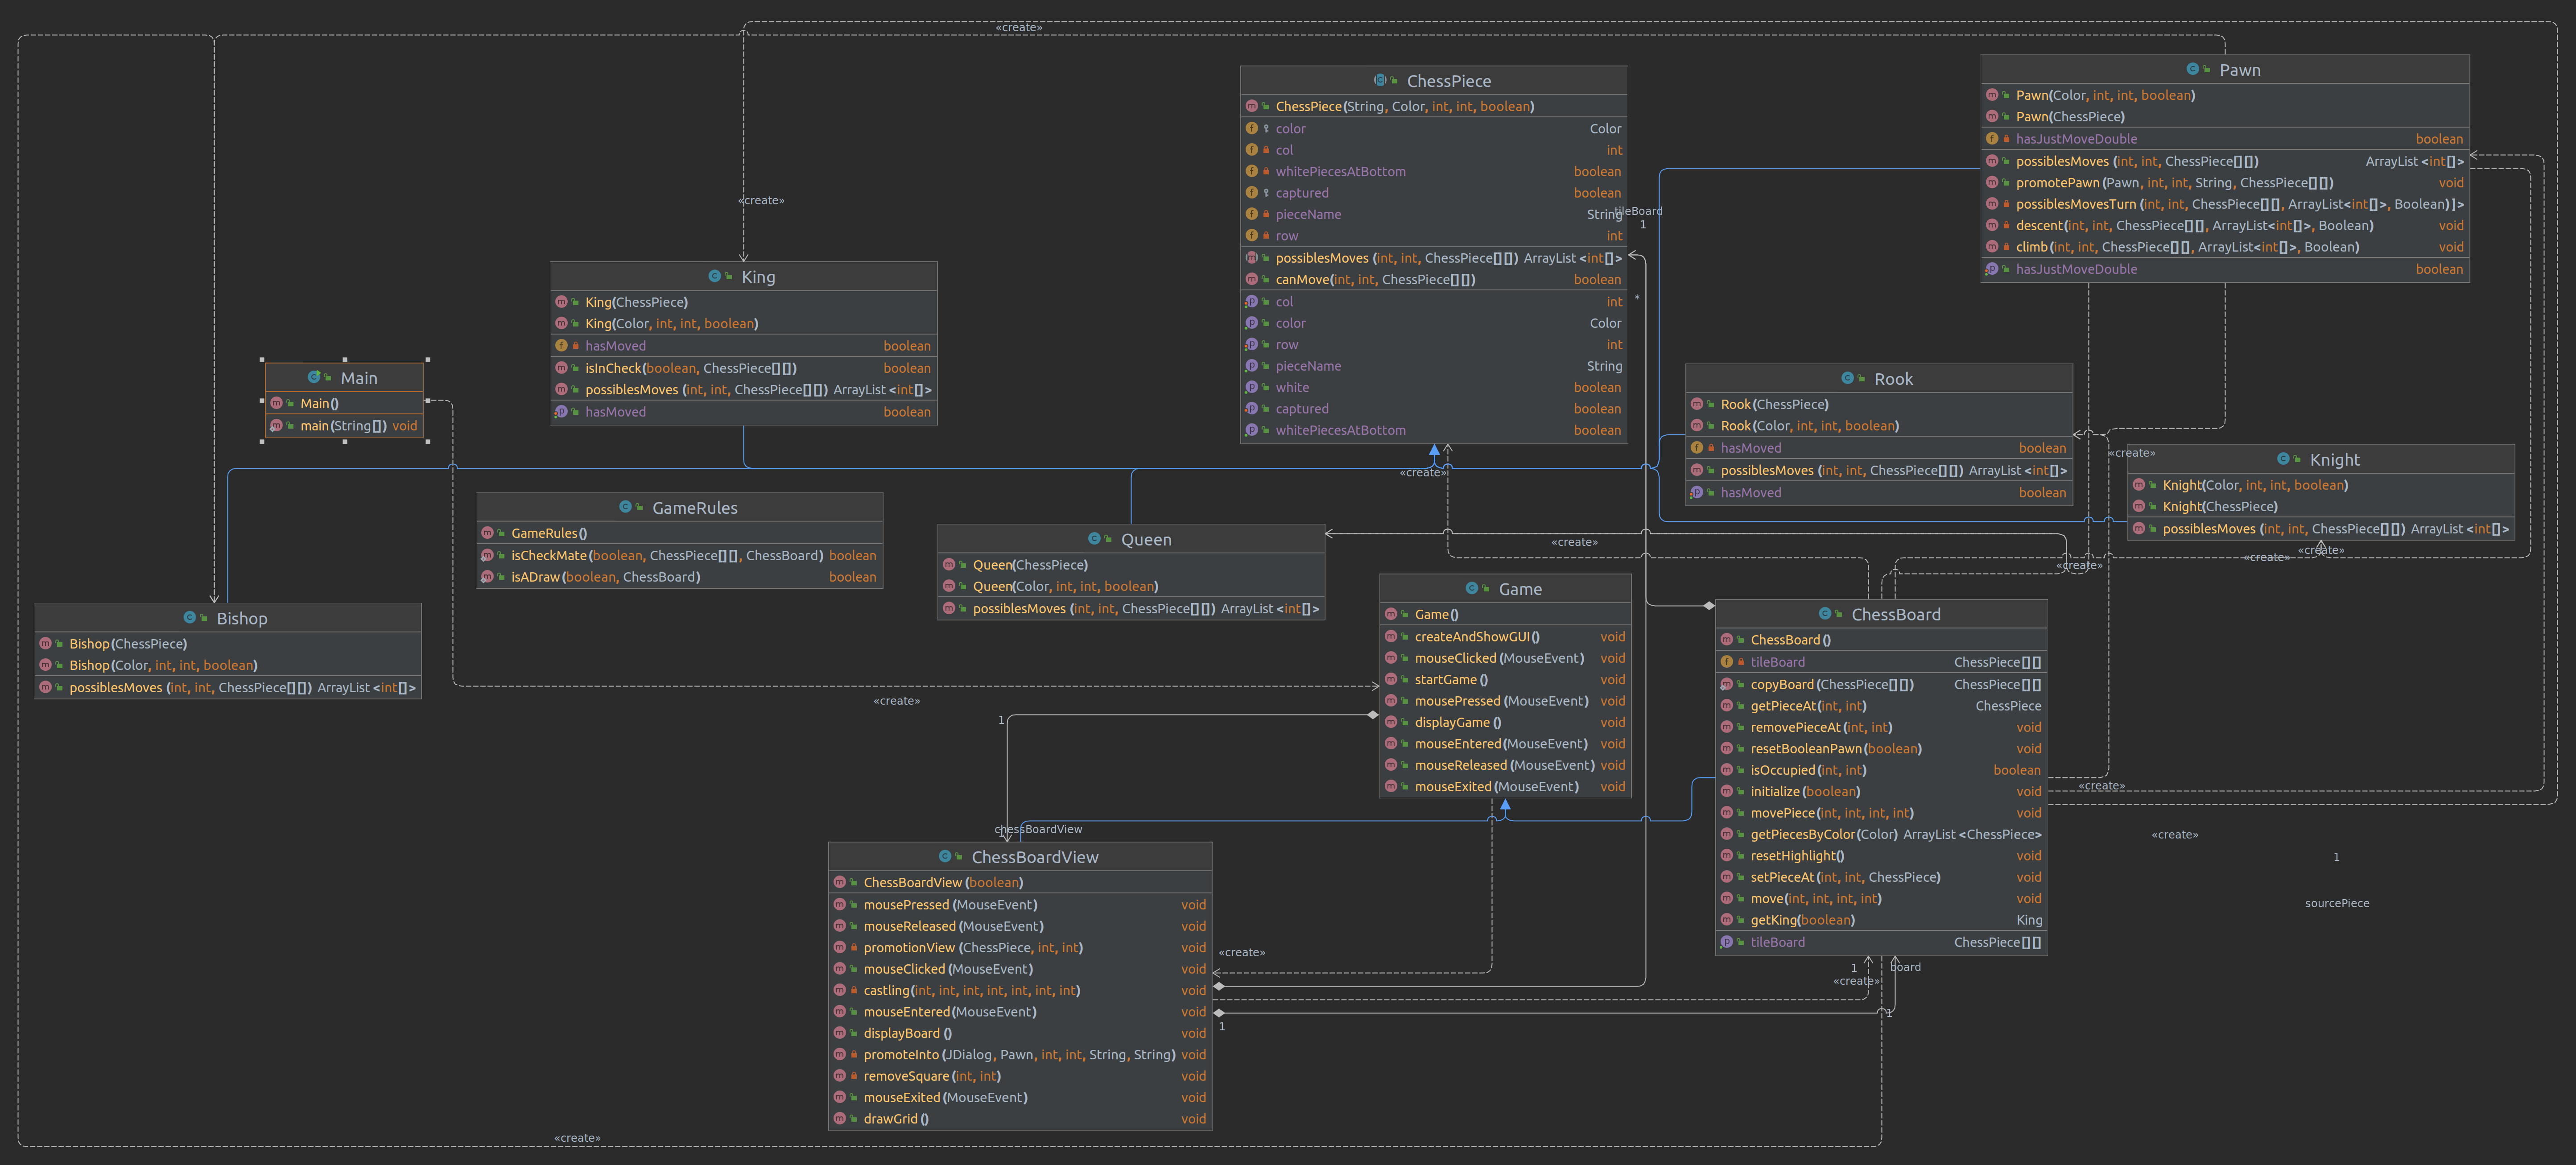 «create»
«create»
ChessPiece
ChessPiece(String, Color, int, int, boolean)
color Color
col int
whitePiecesAtBottom boolean
captured boolean
pieceName String
row int
possiblesMoves (int, int, ChessPiece[][]) ArrayList <int[]>
canMove(int, int, ChessPiece[][]) boolean
col int
color Color
row int
pieceName String
white boolean
captured boolean
whitePiecesAtBottom boolean
tileBoard
1
*
Pawn
Pawn(Color, int, int, boolean)
Pawn(ChessPiece)
hasJustMoveDouble boolean
possiblesMoves (int, int, ChessPiece[][]) ArrayList <int[]>
promotePawn (Pawn, int, int, String, ChessPiece[][]) void
possiblesMovesTurn (int, int, ChessPiece[][], ArrayList<int[]>, Boolean) ]>
descent(int, int, ChessPiece[][], ArrayList<int[]>, Boolean) void
climb(int, int, ChessPiece[][], ArrayList<int[]>, Boolean) void
hasJustMoveDouble boolean
King
King(ChessPiece)
King(Color, int, int, boolean)
hasMoved boolean
isInCheck(boolean, ChessPiece[][]) boolean
possiblesMoves (int, int, ChessPiece[][]) ArrayList <int[]>
hasMoved boolean
Main
Main()
main(String[]) void
Rook
Rook(ChessPiece)
Rook(Color, int, int, boolean)
hasMoved boolean
possiblesMoves (int, int, ChessPiece[][]) ArrayList <int[]>
hasMoved boolean
«create»
«create»
Knight
Knight(Color, int, int, boolean)
Knight(ChessPiece)
possiblesMoves (int, int, ChessPiece[][]) ArrayList <int[]>
«create»
«create»
«create»
«create»
GameRules
GameRules()
isCheckMate(boolean, ChessPiece[][], ChessBoard) boolean
isADraw(boolean, ChessBoard) boolean
Queen
Queen(ChessPiece)
Queen(Color, int, int, boolean)
possiblesMoves (int, int, ChessPiece[][]) ArrayList <int[]>
Bishop
Bishop(ChessPiece)
Bishop(Color, int, int, boolean)
possiblesMoves (int, int, ChessPiece[][]) ArrayList <int[]>
Game
Game()
createAndShowGUI() void
mouseClicked (MouseEvent) void
startGame () void
mousePressed (MouseEvent) void
displayGame () void
mouseEntered(MouseEvent) void
mouseReleased (MouseEvent) void
mouseExited (MouseEvent) void
«create»
1
ChessBoard
ChessBoard ()
tileBoard ChessPiece[][]
copyBoard (ChessPiece[][]) ChessPiece[][]
getPieceAt(int, int) ChessPiece
removePieceAt (int, int) void
resetBooleanPawn (boolean) void
isOccupied(int, int) boolean
initialize (boolean) void
movePiece(int, int, int, int) void
getPiecesByColor(Color) ArrayList <ChessPiece>
resetHighlight() void
setPieceAt(int, int, ChessPiece) void
move(int, int, int, int) void
getKing(boolean) King
tileBoard ChessPiece[][]
«create»
«create»
1
sourcePiece
chessBoardView
1
ChessBoardView
ChessBoardView (boolean)
mousePressed (MouseEvent) void
mouseReleased (MouseEvent) void
promotionView (ChessPiece, int, int) void
mouseClicked (MouseEvent) void
castling(int, int, int, int, int, int, int) void
mouseEntered(MouseEvent) void
displayBoard () void
promoteInto (JDialog, Pawn, int, int, String, String) void
removeSquare (int, int) void
mouseExited (MouseEvent) void
drawGrid () void
«create»
1
board
«create»
1
1
«create»